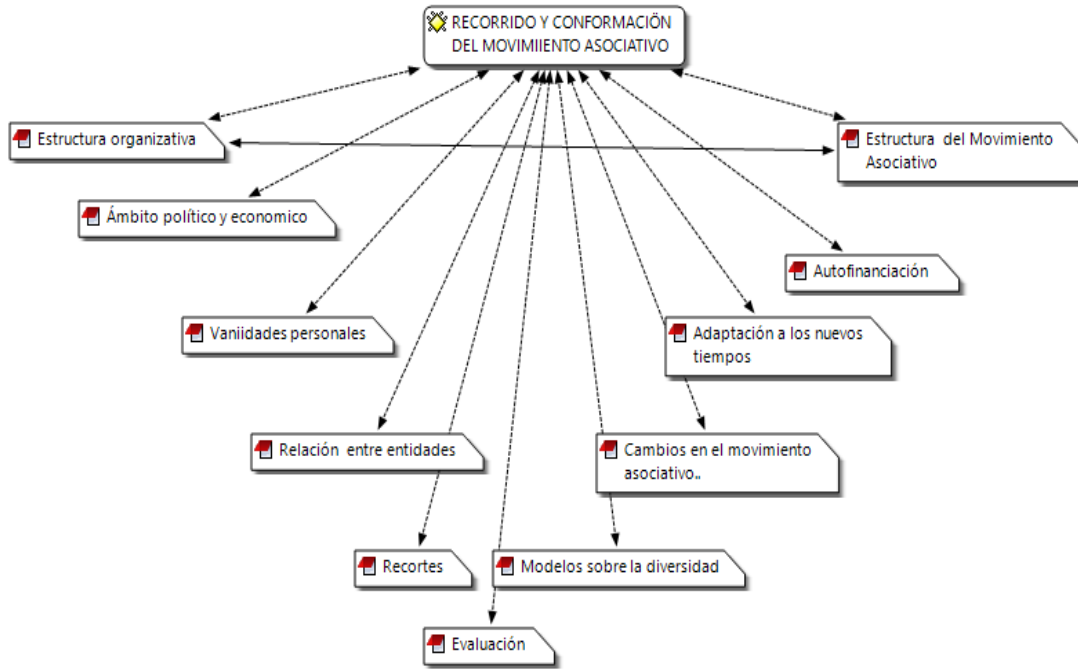 RECORRIDO Y CONFORMACIÖN
DEL MOVIMIIENTO ASOCIATIVO
Estructura organizativa
Estructura del Movimiento
Asociativo
Ámbito político y economico
Autofinanciación
Vaniidades personales
Adaptación a los nuevos
tiempos
Relación entre entidades
Cambios en el movimiento
asociativo..
Recortes
Modelos sobre la diversidad
Evaluación